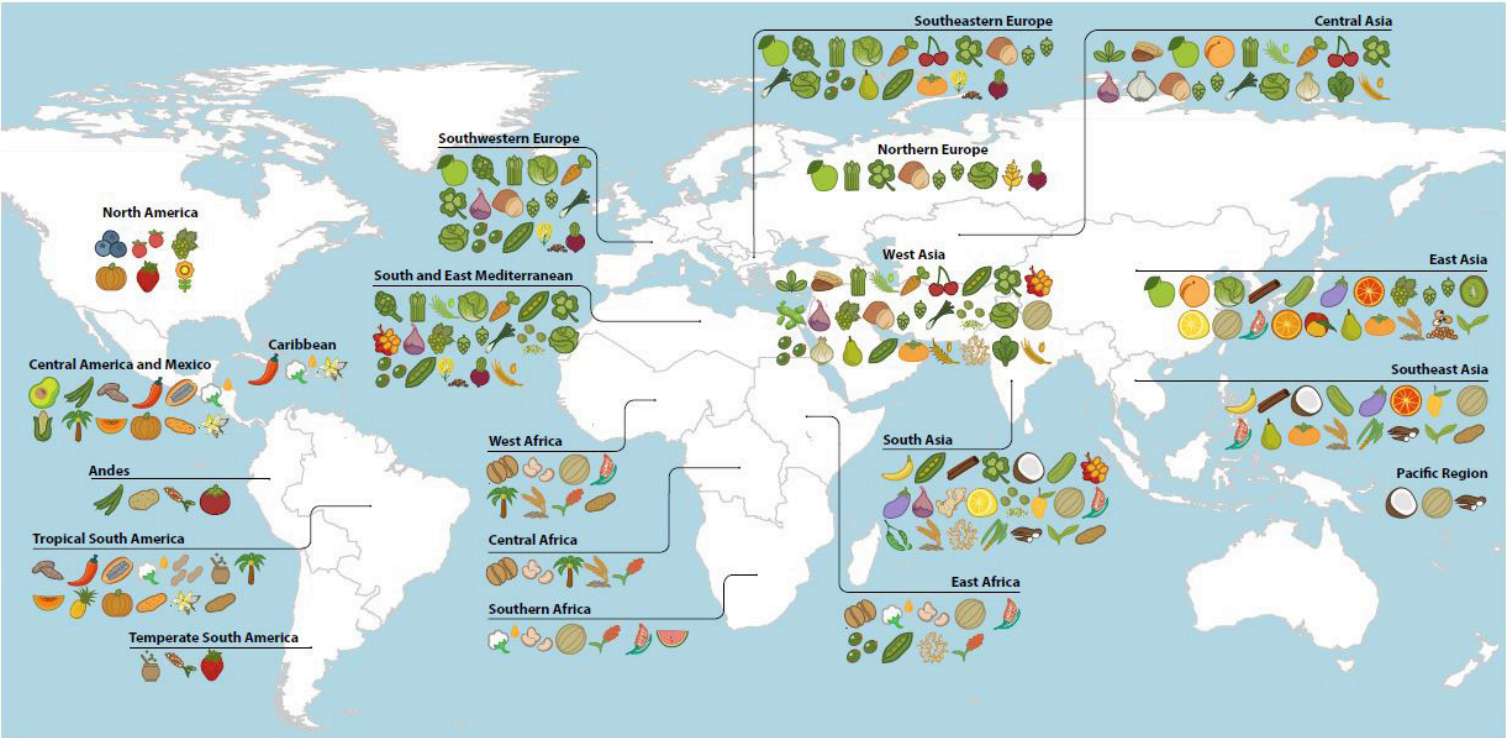 Southeastern Europe
Central Asia
Southwestern Europe
Northern Europe
North America
West Asia
East Asia
South and East Mediterranean
Caribbean
Central America and Mexico
Southeast Asia
West Africa
South Asia
Andes
Pacific Region
Tropical South America
Central Africa
East Africa
Southern Africa
Temperate South America